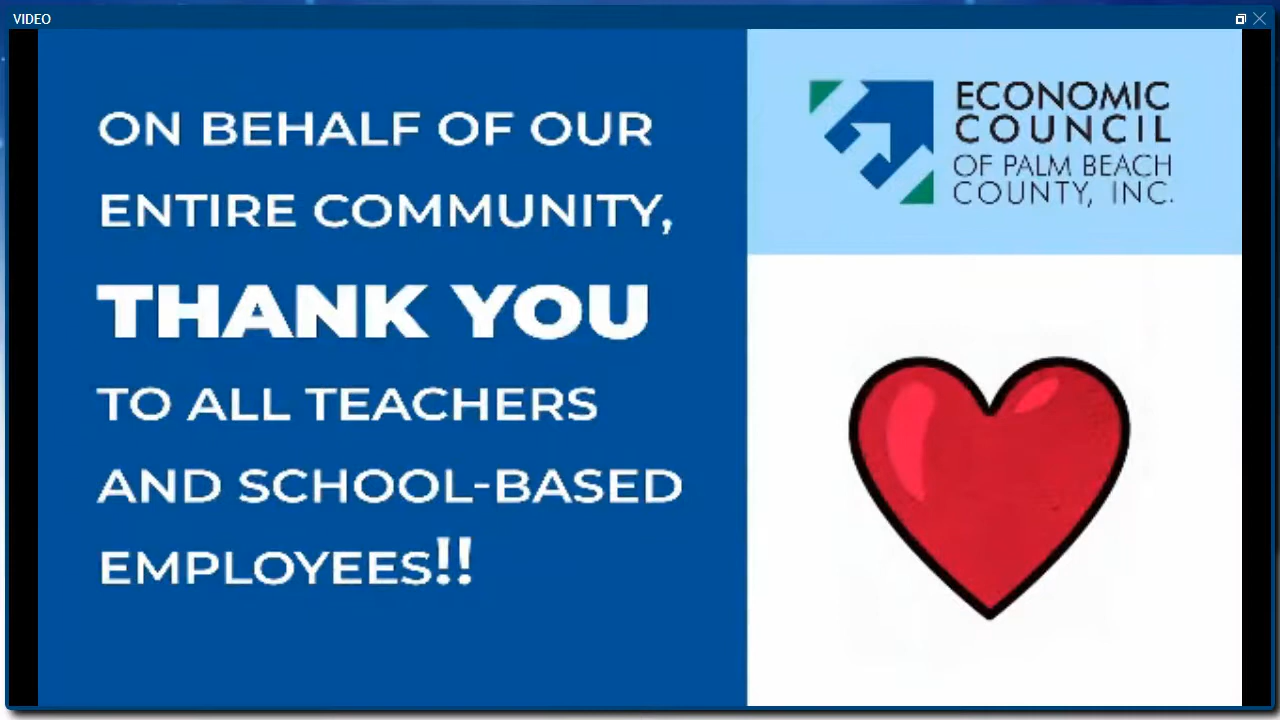 VIDEO
ON BEHALF OF OUR
ENTIRE COMMUNITY,
THANK YOU
TO ALL TEACHERS
AND SCHOOL-BASED
EMPLOYEES!!
ECONOMIC
COUNCIL
OF PALM BEACH
COUNTY, INC.